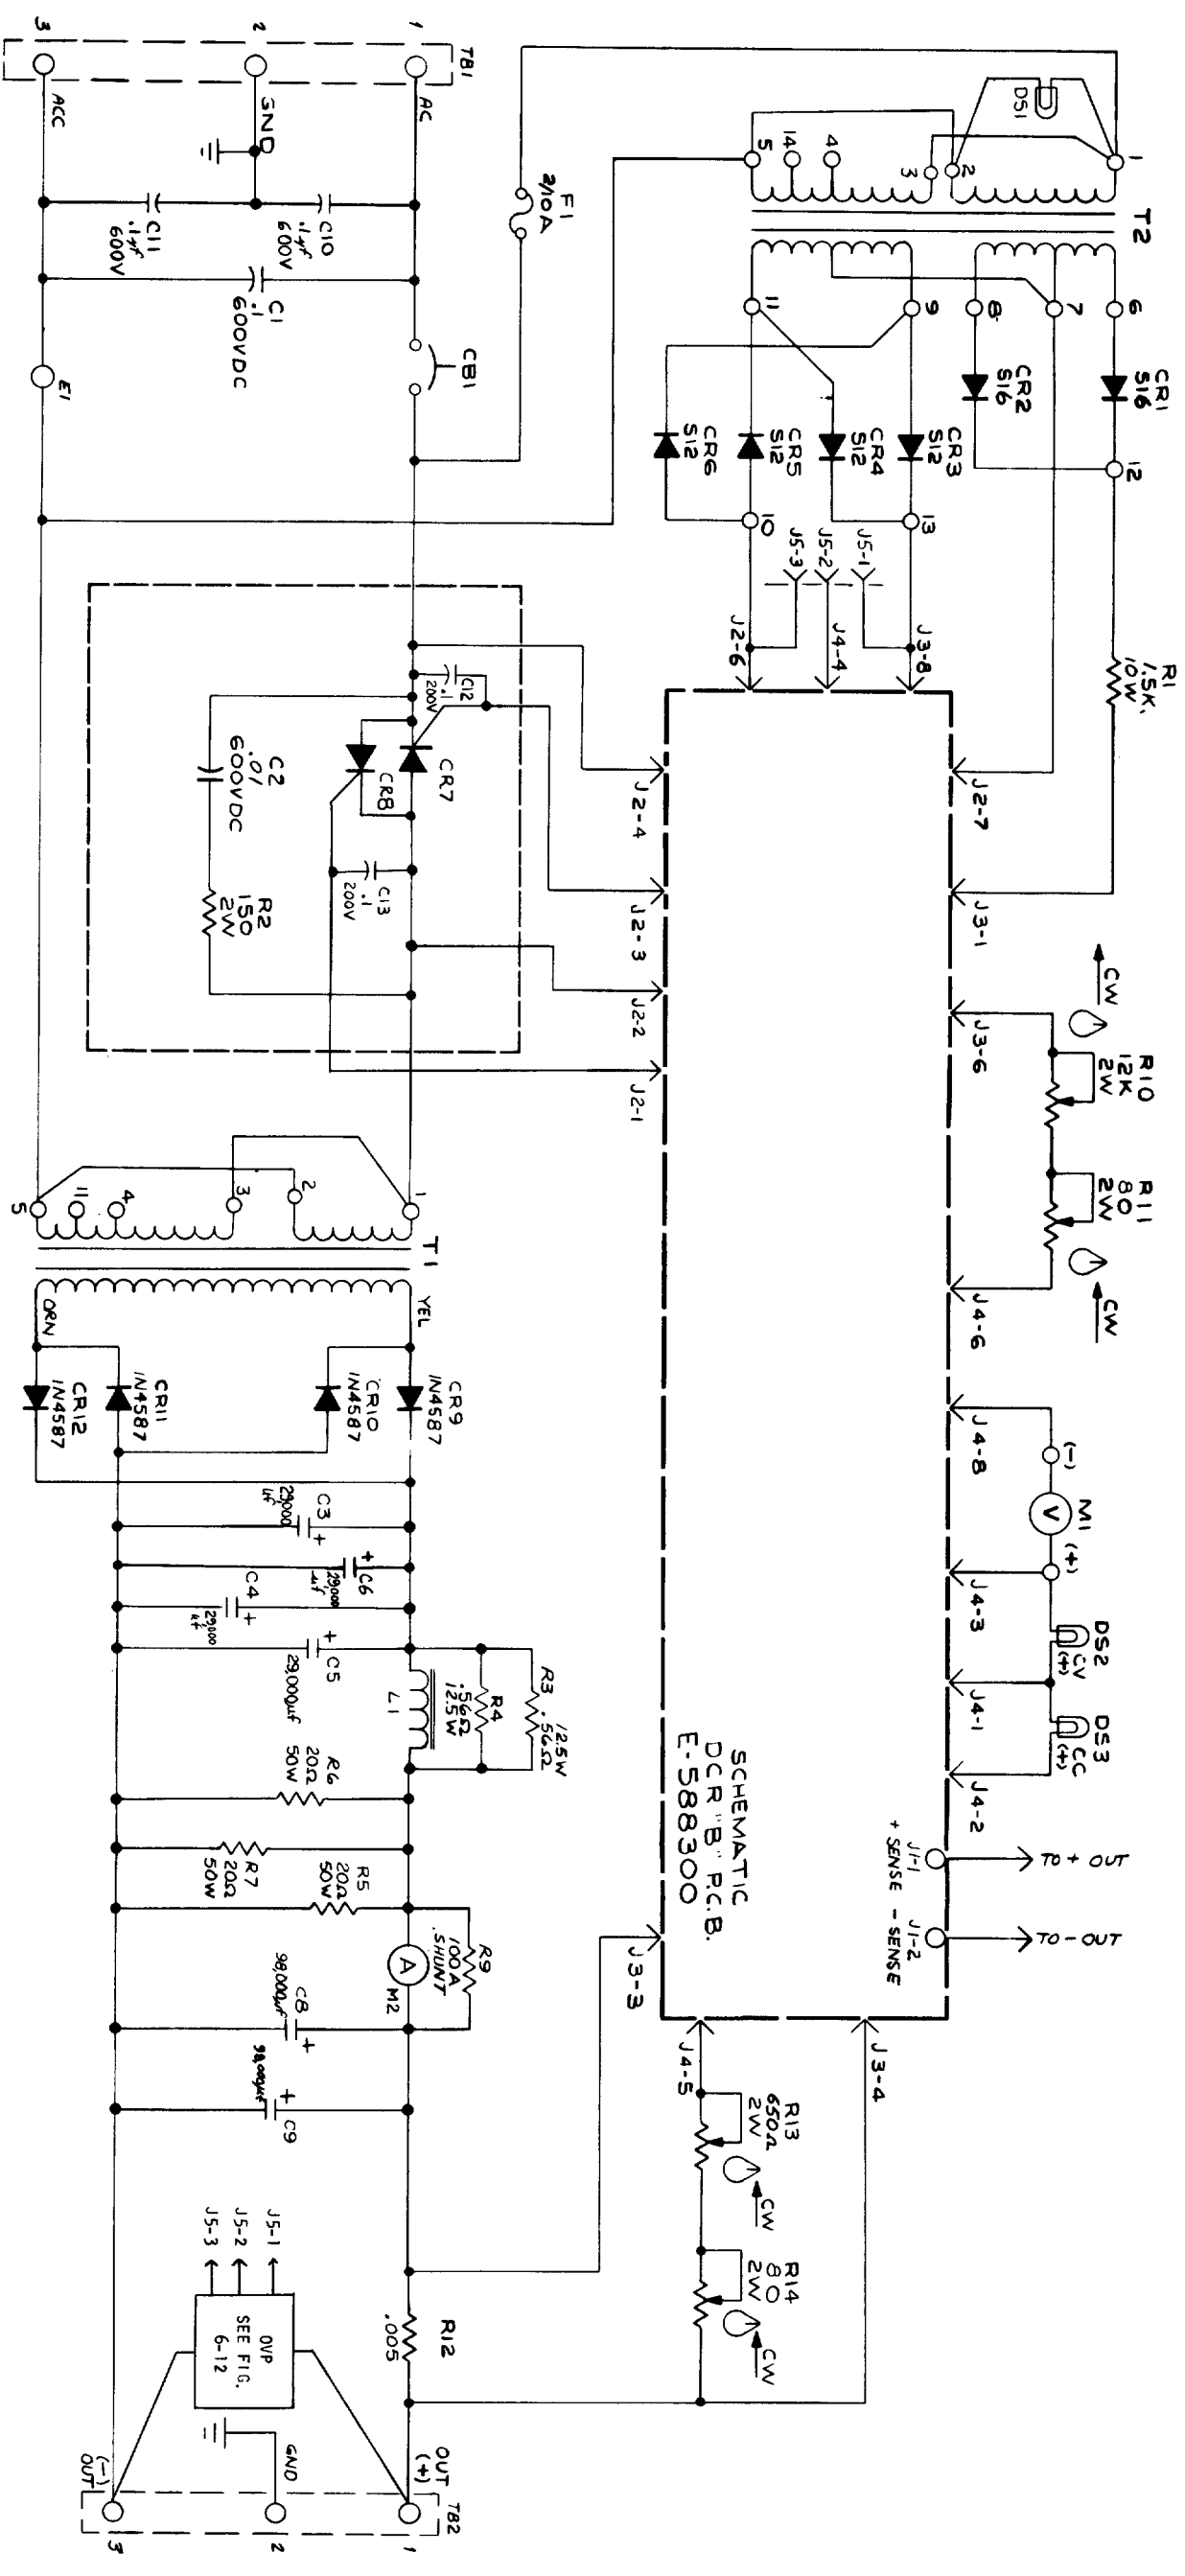 TB1
1
2
3
AC
GND
ACC
C10
.1µf
600V
C11
.1µf
600V
C1
.1
600VDC
CB1
E1
F1
2/10A
DS1
T2
1
2
3
4
14
5
6
7
8
9
11
CR1
S16
CR2
S16
CR3
S12
CR4
S12
CR5
S12
CR6
S12
12
13
10
J5-1
J5-2
J5-3
J3-8
J4-4
J2-6
R1
1.5K,
10W
J2-7
J3-1
J2-4
J2-3
J2-2
J2-1
C12
.1
200V
CR7
CR8
C13
.1
200V
C2
.01
600VDC
R2
150
2W
CW
R10
12K
2W
R11
80
2W
CW
J3-6
J4-6
T1
1
2
3
4
11
5
YEL
ORN
CR9
1N4587
CR10
1N4587
CR11
1N4587
CR12
1N4587
J4-8
(-)
M1
V
(+)
J4-3
DS2
CV
(+)
J4-1
DS3
CC
(+)
J4-2
C3
+
29,000
µf
+
C6
29,000
µf
C4
+
29,000
µf
+
C5
29,000µf
L1
R3
12.5W
.56Ω
R4
.56Ω
12.5W
R6
20Ω
50W
R7
20Ω
50W
R5
20Ω
50W
SCHEMATIC
DCR "B" P.C.B.
E-588300
J1-1
+ SENSE
J1-2
- SENSE
TO + OUT
TO - OUT
R9
100A
SHUNT
A
M2
C8
+
98,000µf
+
C9
98,000µf
J3-3
J4-5
J3-4
R13
650Ω
2W
CW
R14
80
2W
CW
R12
.005
J5-1
J5-2
J5-3
OVP
SEE FIG.
6-12
OUT
(+)
GND
(-)
OUT
TB2
1
2
3